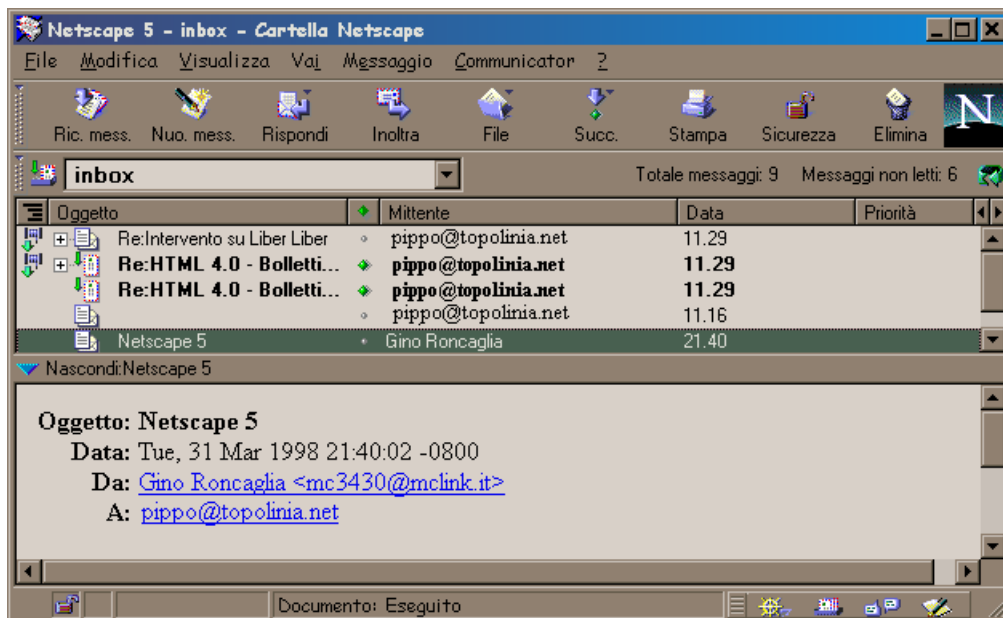 Netscape 5 - inbox - Cartella Netscape
File Modifica Visualizza Vai Messaggio Communicator ?
Ric. mess. Nuo. mess. Rispondi Inoltra File Succ. Stampa Sicurezza Elimina N
inbox Totale messaggi: 9 Messaggi non letti: 6
Oggetto Mittente Data Priorità
Re:Intervento su Liber Liber pippo@topolinia.net 11.29
Re:HTML 4.0 - Bolletti... pippo@topolinia.net 11.29
Re:HTML 4.0 - Bolletti... pippo@topolinia.net 11.29
pippo@topolinia.net 11.16
Netscape 5 Gino Roncaglia 21.40
Nascondi:Netscape 5
Oggetto: Netscape 5
Data: Tue, 31 Mar 1998 21:40:02 -0800
Da: Gino Roncaglia <mc3430@mclink.it>
A: pippo@topolinia.net
Documento: Eseguito